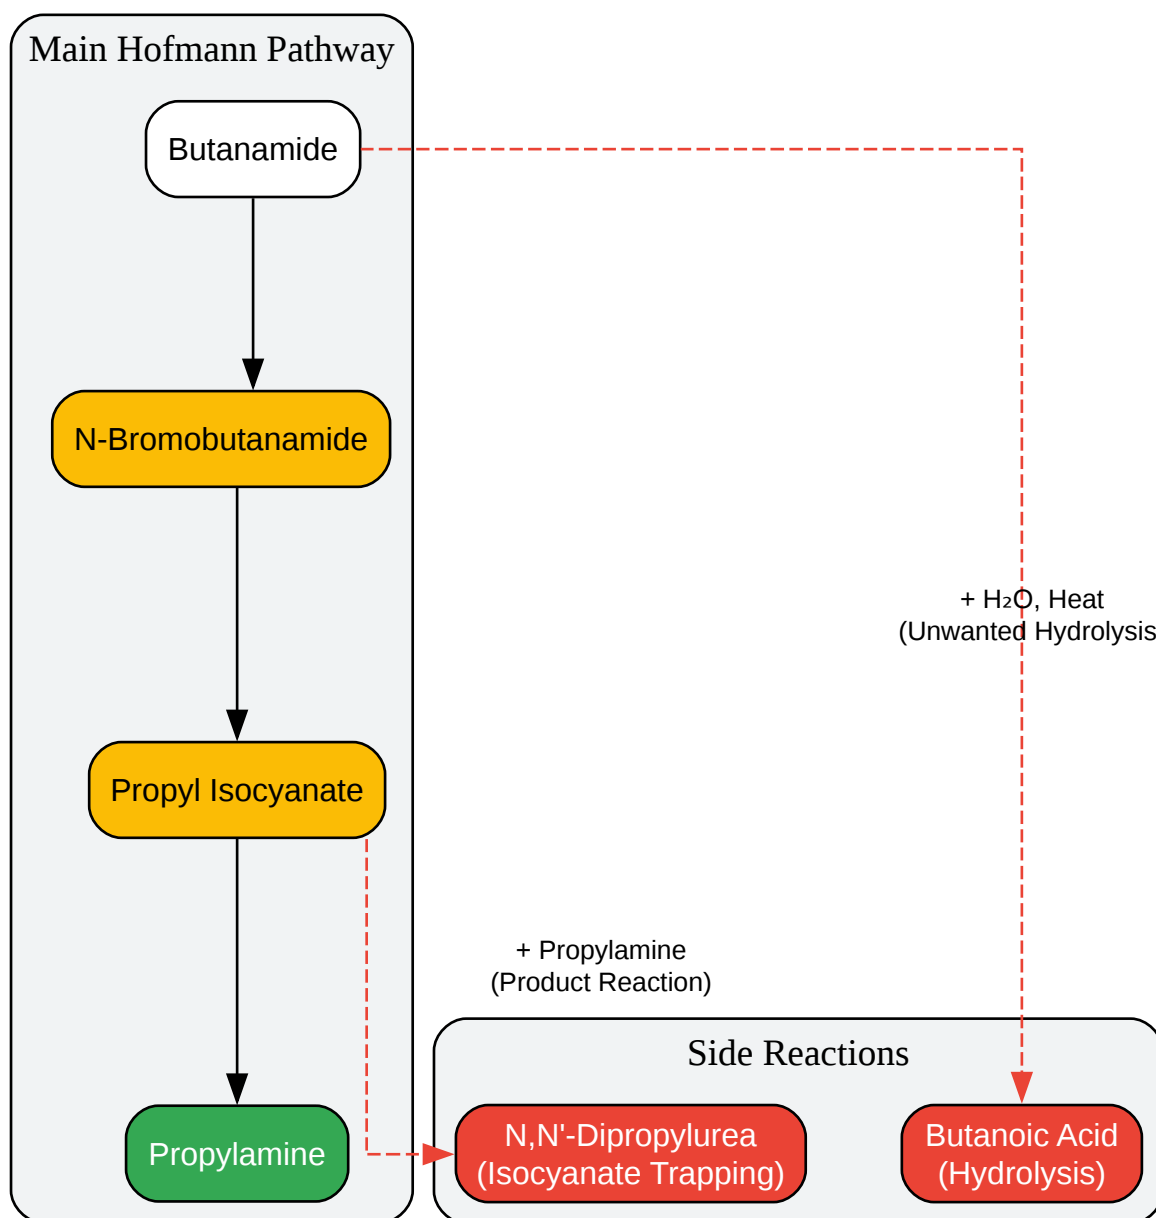 Main Hofmann Pathway
Butanamide
N-Bromobutanamide
+ H₂O, Heat
(Unwanted Hydrolysis
Propyl Isocyanate
+ Propylamine
(Product Reaction)
Side Reactions
Propylamine
N,N'-Dipropylurea
(Isocyanate Trapping)
Butanoic Acid
(Hydrolysis)